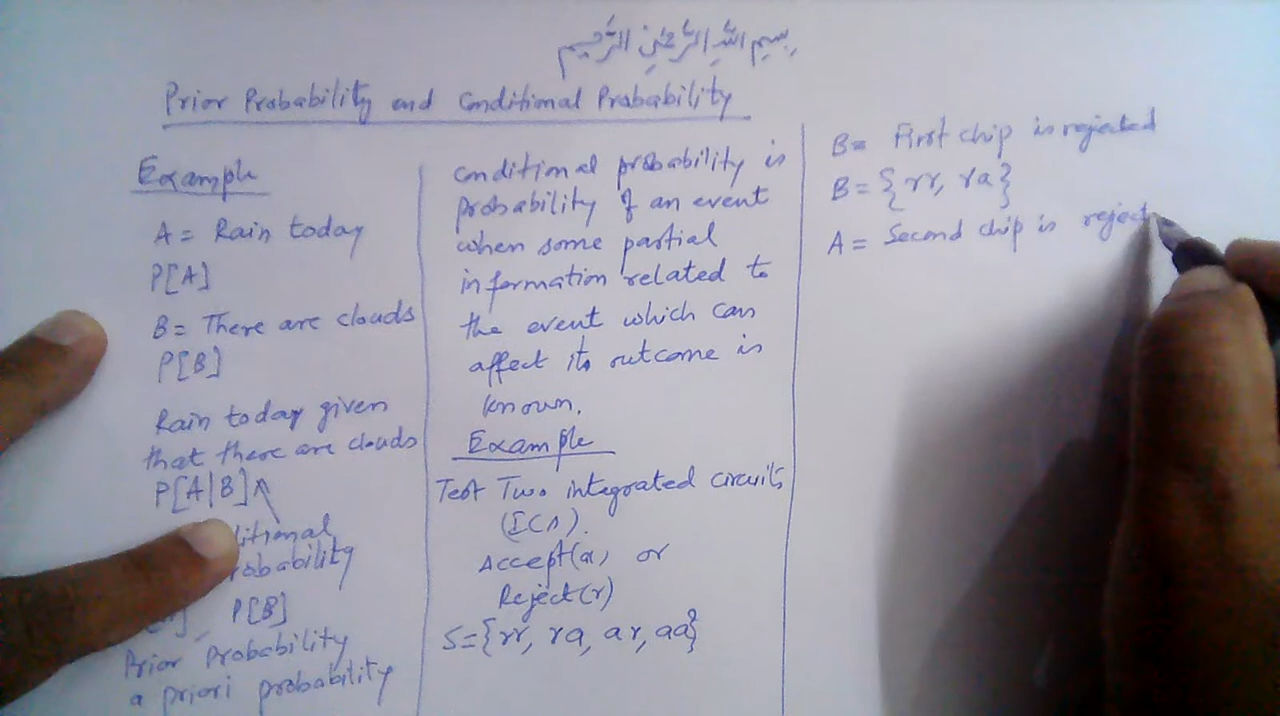 بسم الله الرحمن الرحيم
Prior Probability and Conditional Probability
Example
A = Rain today
P[A]
B = There are clouds
P[B]
Rain today given
that there are clouds
P[A|B]
P[B]
Prior Probability
a priori probability
Conditional probability is
probability of an event
when some partial
information related to
the event which can
affect its outcome is
known.
Example
Test Two integrated circuits
(ICs).
Accept(a) or
Reject(r)
S={rr, ra, ar, aa}
B= First chip is rejected
B = {rr, ra}
A = Second chip is reject